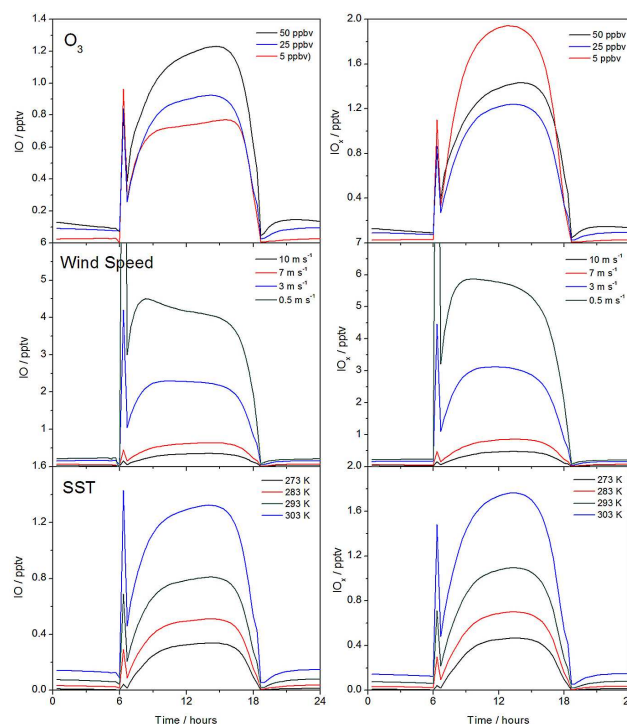 1.4
1.2
1.0
0.8
0.6
0.4
0.2
IO / pptv
O₃
50 ppbv
25 ppbv
5 ppbv)
2.0
1.6
1.2
0.8
0.4
IOₓ / pptv
50 ppbv
25 ppbv
5 ppbv
6
5
4
3
2
1
IO / pptv
Wind Speed
10 m s⁻¹
7 m s⁻¹
3 m s⁻¹
0.5 m s⁻¹
7
6
5
4
3
2
1
IOₓ / pptv
10 m s⁻¹
7 m s⁻¹
3 m s⁻¹
0.5 m s⁻¹
1.6
1.2
0.8
0.4
0.0
IO / pptv
SST
273 K
283 K
293 K
303 K
0 6 12 18 24
Time / hours
2.0
1.6
1.2
0.8
0.4
0.0
IOₓ / pptv
273 K
283 K
293 K
303 K
0 6 12 18 24
Time / hours